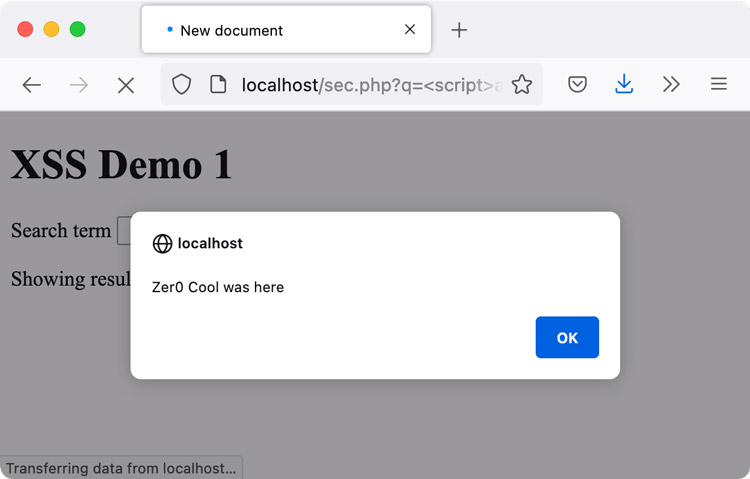 New document
localhost/sec.php?q=<script>a
XSS Demo 1
Search term
Showing resul
localhost
Zer0 Cool was here
OK
Transferring data from localhost...